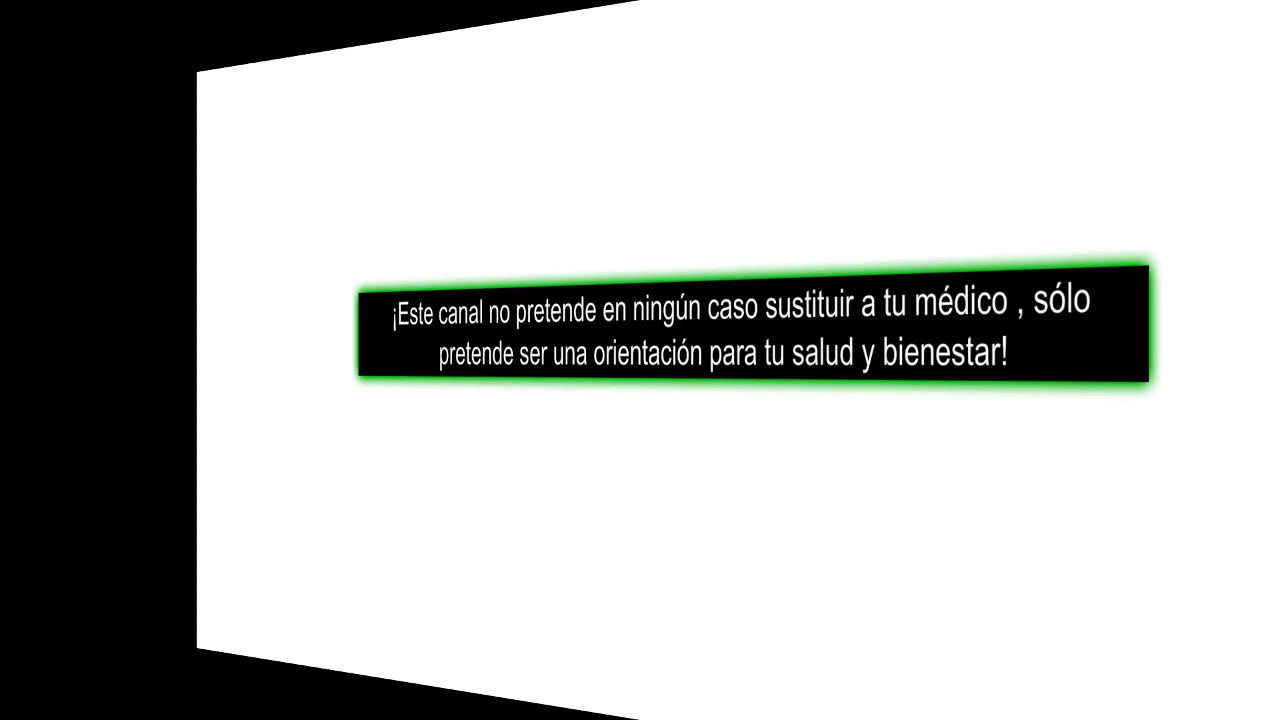 ¡Este canal no pretende en ningún caso sustituir a tu médico , sólo
pretende ser una orientación para tu salud y bienestar!